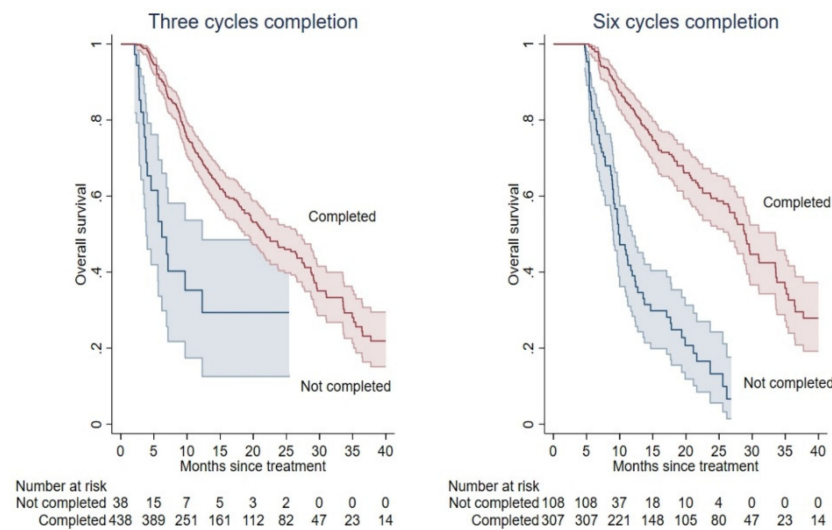 Three cycles completion
Overall survival
1
.8
.6
.4
.2
0
Completed
Not completed
0 5 10 15 20 25 30 35 40
Months since treatment
Number at risk
Not completed 38 15 7 5 3 2 0 0 0
Completed 438 389 251 161 112 82 47 23 14
Six cycles completion
Overall survival
1
.8
.6
.4
.2
0
Completed
Not completed
0 5 10 15 20 25 30 35 40
Months since treatment
Number at risk
Not completed 108 108 37 18 10 4 0 0 0
Completed 307 307 221 148 105 80 47 23 14